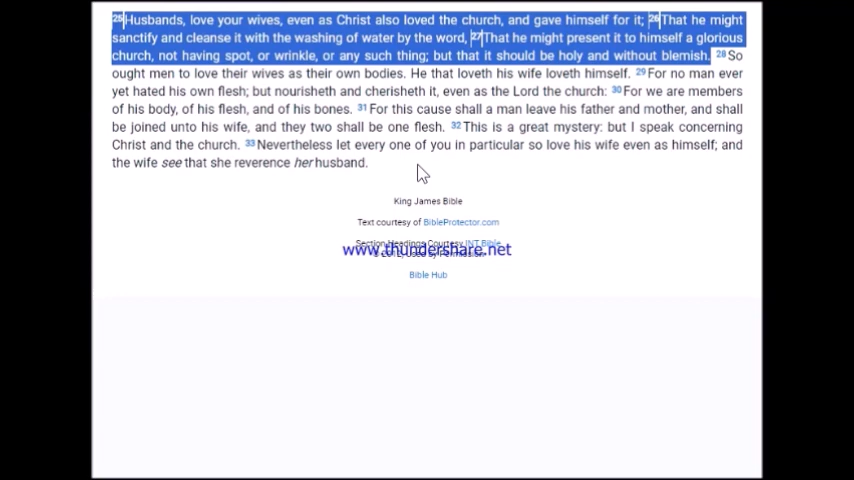 25Husbands, love your wives, even as Christ also loved the church, and gave himself for it; 26That he might
sanctify and cleanse it with the washing of water by the word, 27That he might present it to himself a glorious
church, not having spot, or wrinkle, or any such thing; but that it should be holy and without blemish. 28So
ought men to love their wives as their own bodies. He that loveth his wife loveth himself. 29For no man ever
yet hated his own flesh; but nourisheth and cherisheth it, even as the Lord the church: 30For we are members
of his body, of his flesh, and of his bones. 31For this cause shall a man leave his father and mother, and shall
be joined unto his wife, and they two shall be one flesh. 32This is a great mystery: but I speak concerning
Christ and the church. 33Nevertheless let every one of you in particular so love his wife even as himself; and
the wife see that she reverence her husband.
King James Bible
Text courtesy of BibleProtector.com
Section Headings Courtesy INT Bible
www.thundershare.net
© 2012, Used by Permission.
Bible Hub